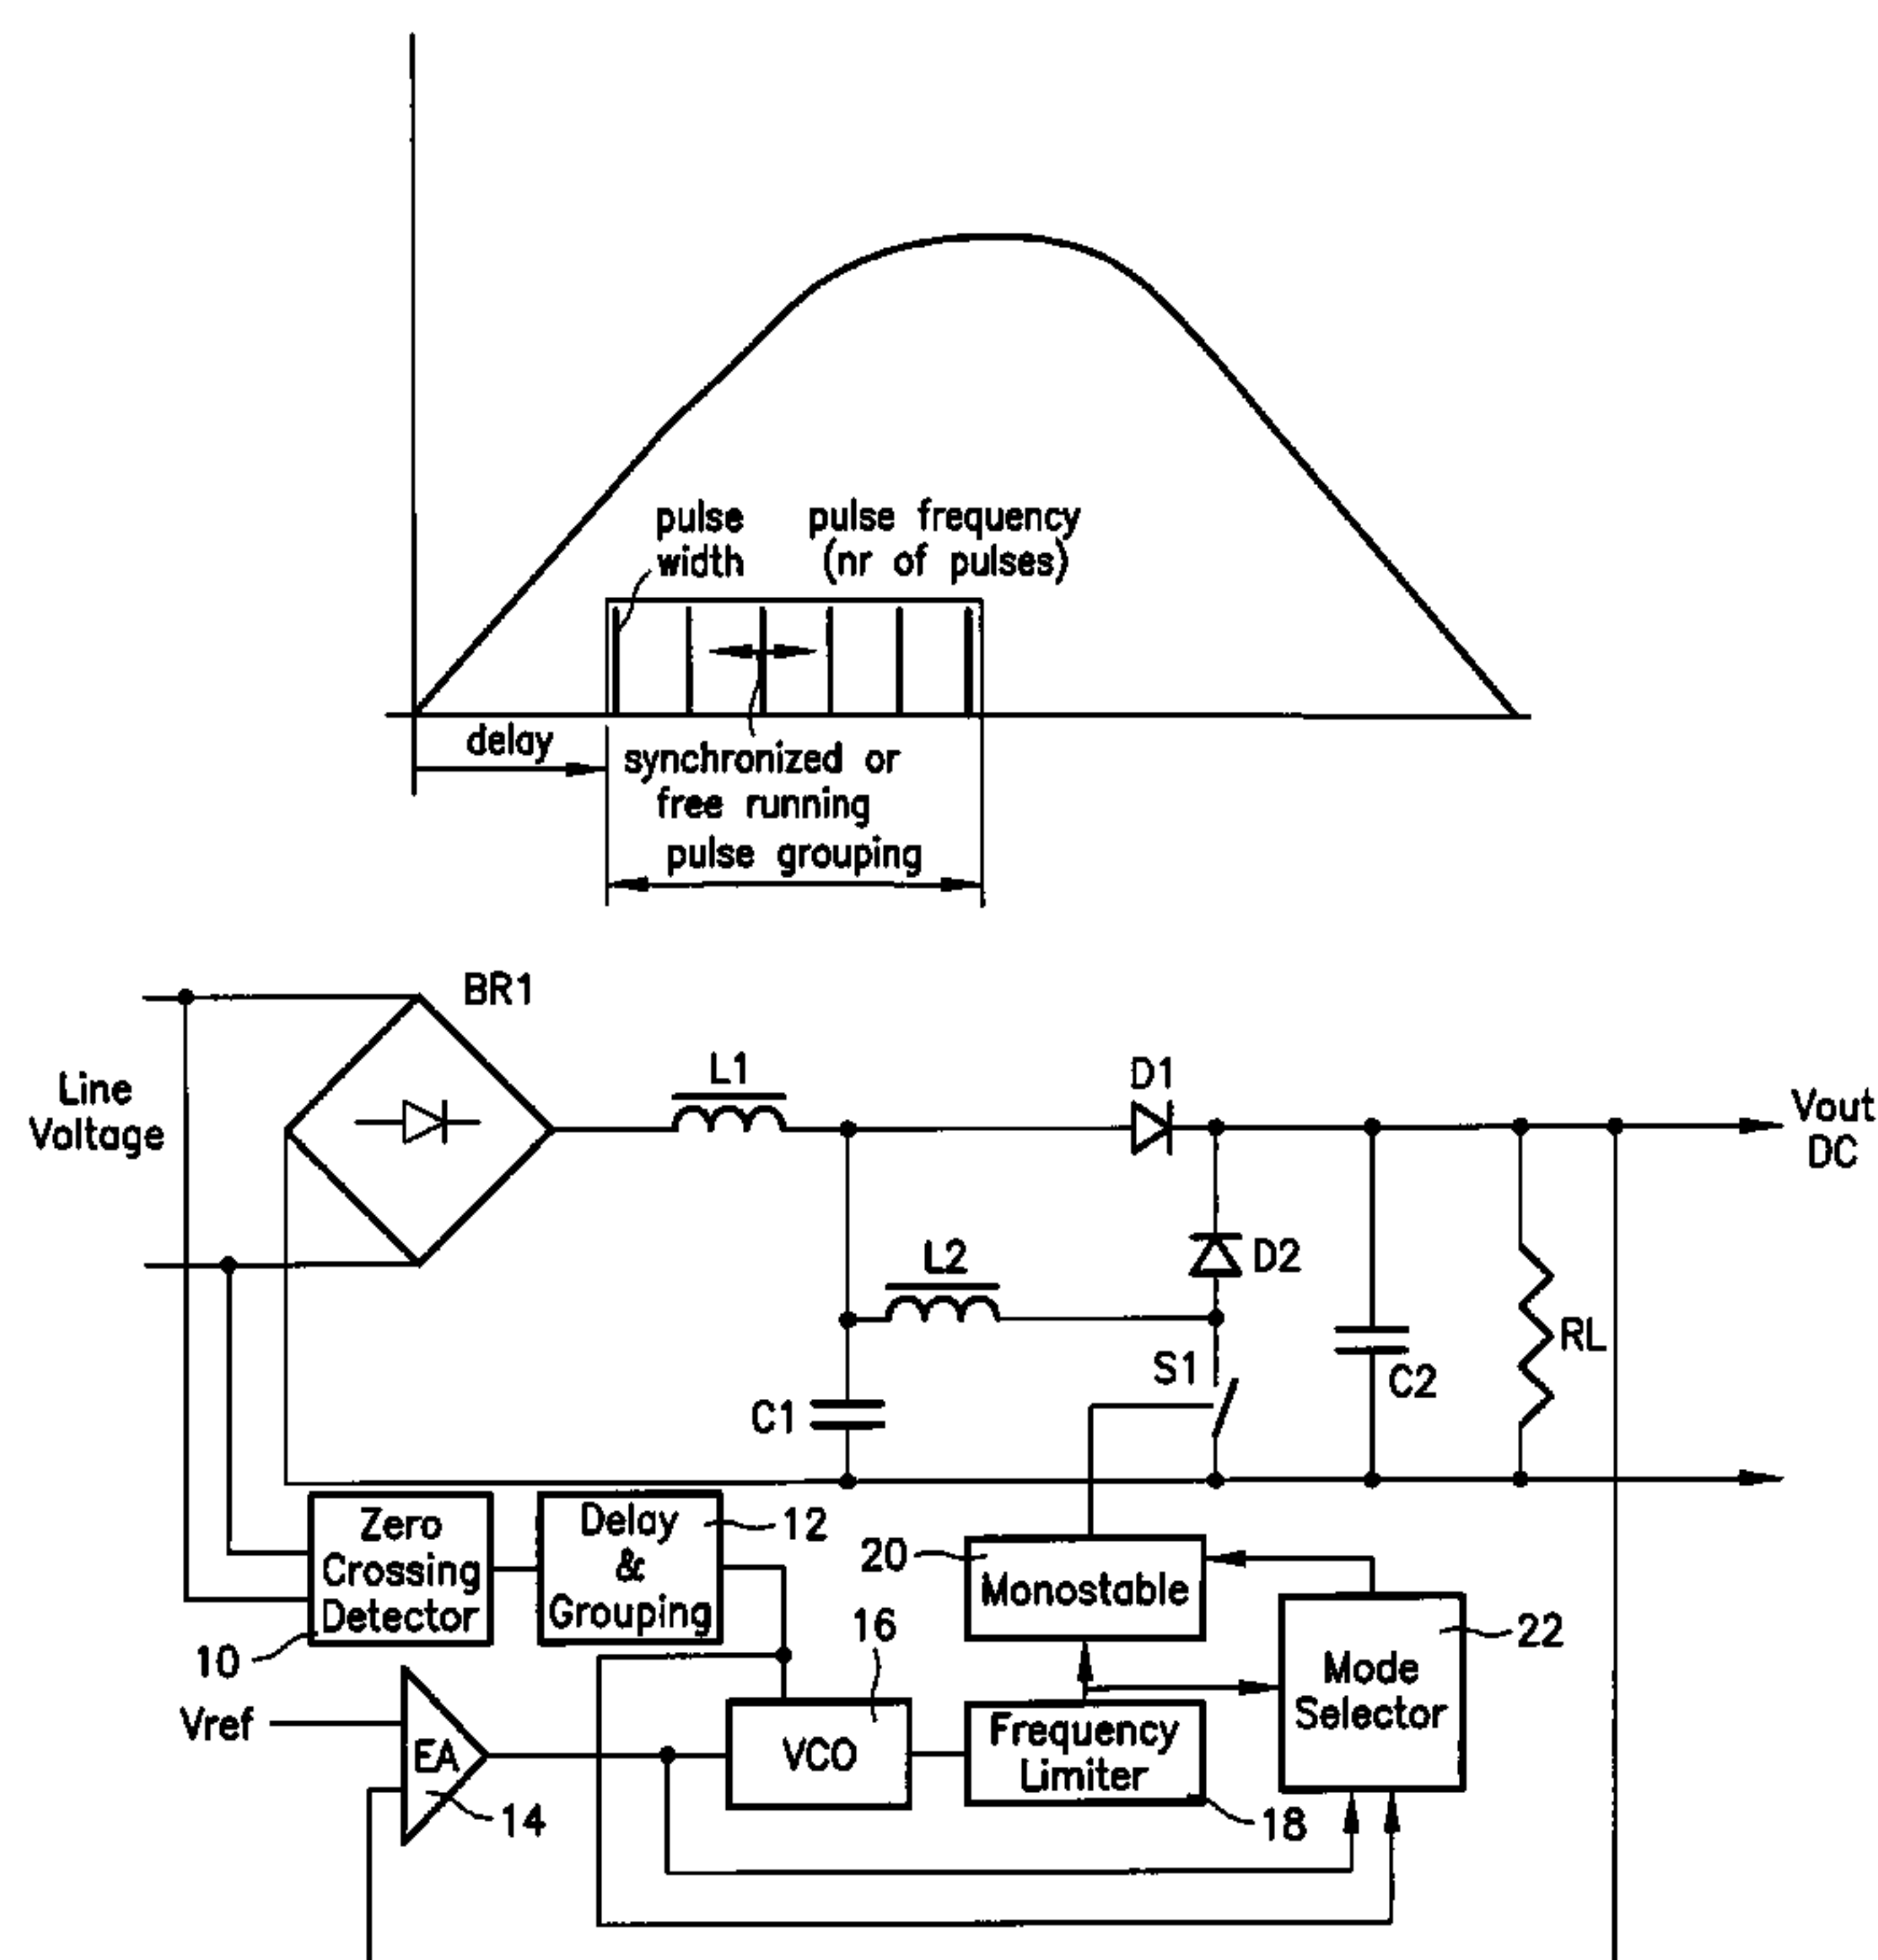 pulse
width
pulse frequency
(nr of pulses)
delay
synchronized or
free running
pulse grouping
BR1
Line
Voltage
L1
D1
Vout
DC
L2
D2
S1
C1
C2
RL
Zero
Crossing
Detector
10
Delay
&
Grouping
12
20
Monostable
16
22
Mode
Selector
Vref
EA
14
VCO
Frequency
Limiter
18